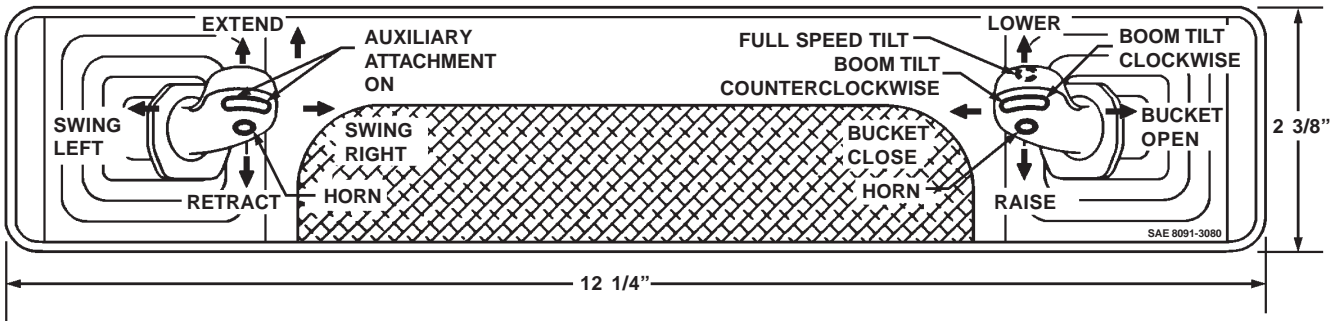 EXTEND
AUXILIARY
ATTACHMENT
ON
SWING
LEFT
SWING
RIGHT
RETRACT
HORN
LOWER
FULL SPEED TILT
BOOM TILT
COUNTERCLOCKWISE
BOOM TILT
CLOCKWISE
BUCKET
CLOSE
BUCKET
OPEN
HORN
RAISE
SAE 8091-3080
2 3/8”
12 1/4”